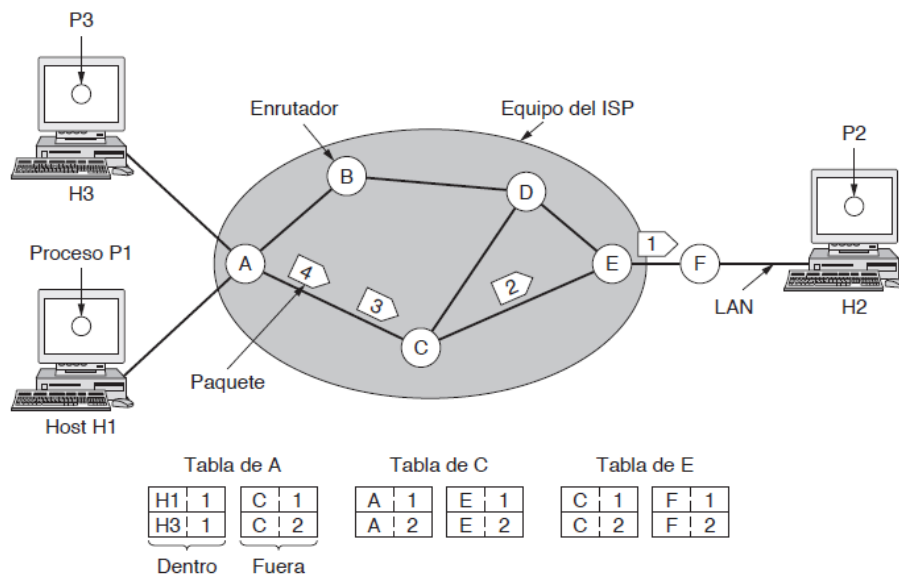 P3
Enrutador
Equipo del ISP
P2
B
D
H3
Proceso P1
A
4
3
2
E
1
F
C
LAN
H2
Paquete
Host H1
Tabla de A
Tabla de C
Tabla de E
H1 1 C 1 A 1 E 1 C 1 F 1
H3 1 C 2 A 2 E 2 C 2 F 2
Dentro Fuera